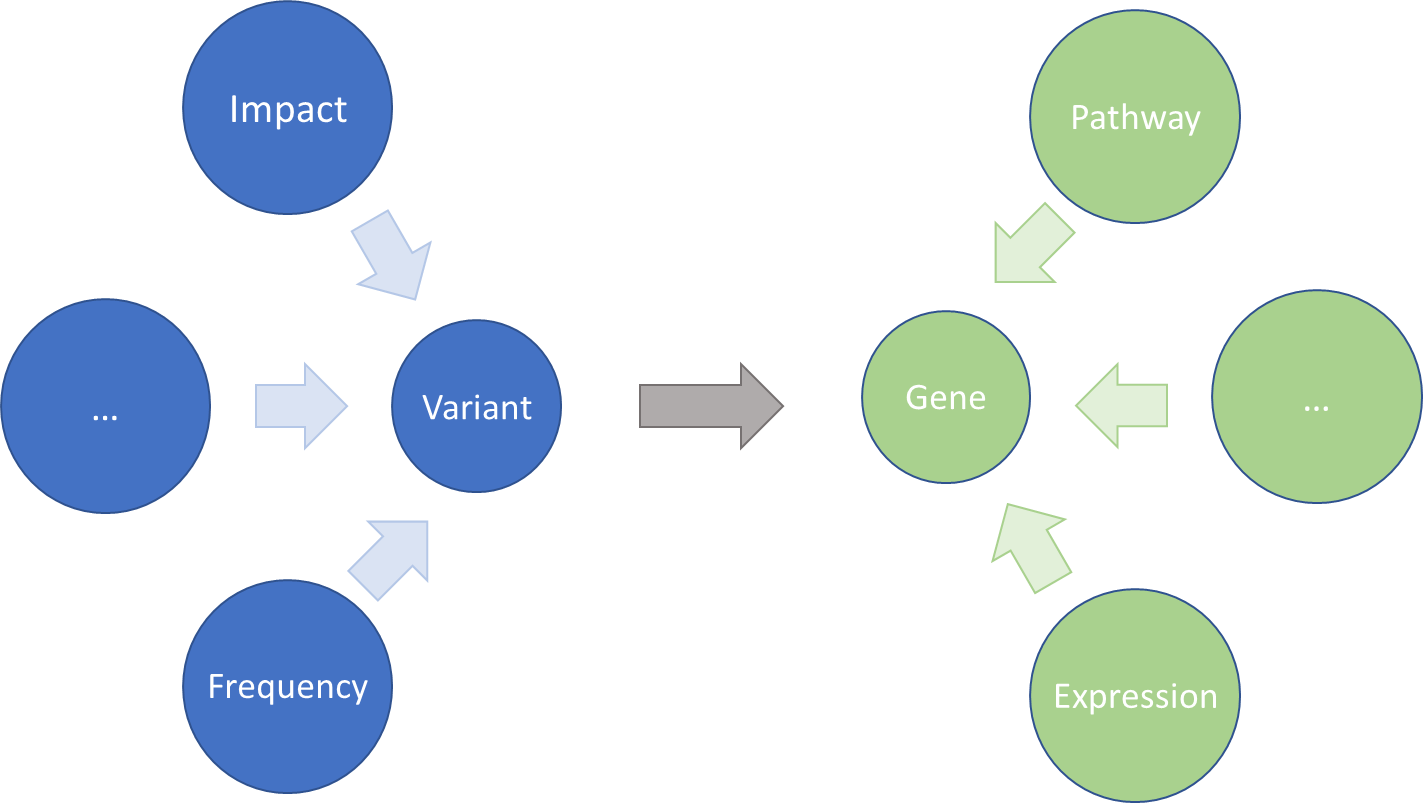 Impact
Pathway
...
Variant
Gene
...
Frequency
Expression